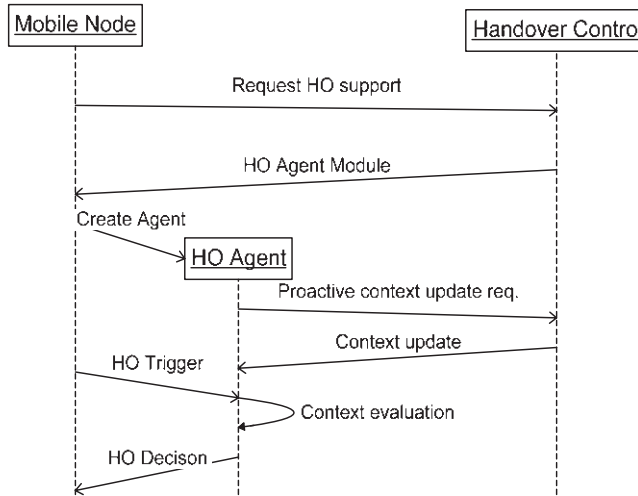 Mobile Node
Handover Contro
Request HO support
HO Agent Module
Create Agent
HO Agent
Proactive context update req.
Context update
HO Trigger
Context evaluation
HO Decison